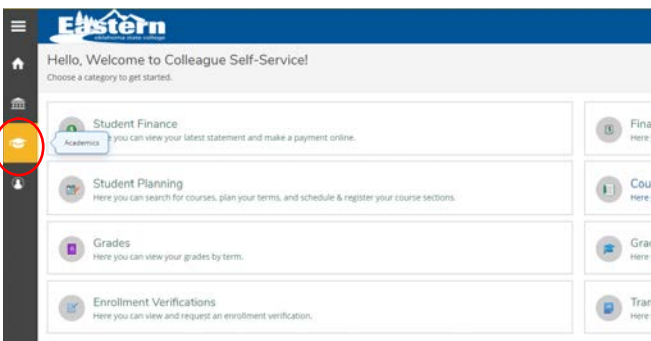 Eastern
oklahoma state college
Hello, Welcome to Colleague Self-Service!
Choose a category to get started.
Student Finance
you can view your latest statement and make a payment online.
Academics
Fina
Here
Student Planning
Here you can search for courses, plan your terms, and schedule & register your course sections.
Cou
Here
Grades
Here you can view your grades by term.
Grad
Here
Enrollment Verifications
Here you can view and request an enrollment verification.
Tran
Here